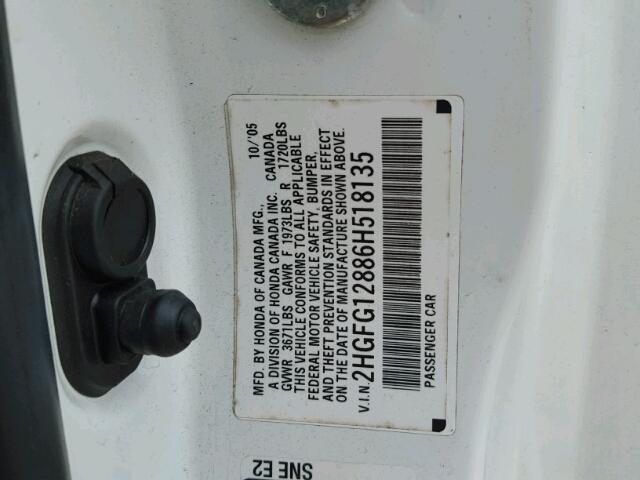 MFD. BY HONDA OF CANADA MFG., 10/'05
A DIVISION OF HONDA CANADA INC. CANADA
GVWR 3671LBS GAWR F 1973LBS R 1720LBS
THIS VEHICLE CONFORMS TO ALL APPLICABLE
FEDERAL MOTOR VEHICLE SAFETY, BUMPER,
AND THEFT PREVENTION STANDARDS IN EFFECT
ON THE DATE OF MANUFACTURE SHOWN ABOVE.
V.I.N. 2HGFG12886H518135
PASSENGER CAR
SNE E2